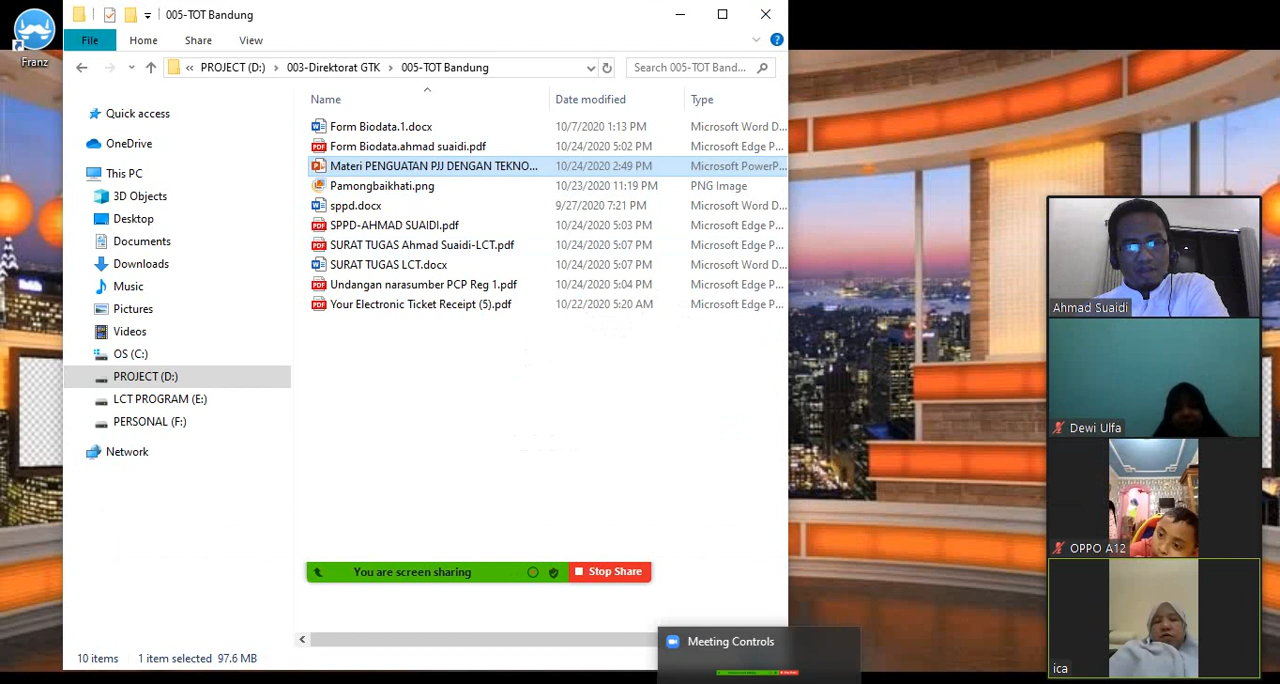 005-TOT Bandung
Franz
File Home Share View
« PROJECT (D:) › 003-Direktorat GTK › 005-TOT Bandung
Search 005-TOT Band...
Name Date modified Type
Quick access
OneDrive
This PC
3D Objects
Desktop
Documents
Downloads
Music
Pictures
Videos
OS (C:)
PROJECT (D:)
LCT PROGRAM (E:)
PERSONAL (F:)
Network
Form Biodata.1.docx 10/7/2020 1:13 PM Microsoft Word D...
Form Biodata.ahmad suaidi.pdf 10/24/2020 5:02 PM Microsoft Edge P...
Materi PENGUATAN PJJ DENGAN TEKNO... 10/24/2020 2:49 PM Microsoft PowerP...
Pamongbaikhati.png 10/23/2020 11:19 PM PNG Image
sppd.docx 9/27/2020 7:21 PM Microsoft Word D...
SPPD-AHMAD SUAIDI.pdf 10/24/2020 5:03 PM Microsoft Edge P...
SURAT TUGAS Ahmad Suaidi-LCT.pdf 10/24/2020 5:07 PM Microsoft Edge P...
SURAT TUGAS LCT.docx 10/24/2020 5:07 PM Microsoft Word D...
Undangan narasumber PCP Reg 1.pdf 10/24/2020 5:04 PM Microsoft Edge P...
Your Electronic Ticket Receipt (5).pdf 10/22/2020 5:20 AM Microsoft Edge P...
You are screen sharing Stop Share
Meeting Controls
10 items 1 item selected 97.6 MB
Ahmad Suaidi
Dewi Ulfa
OPPO A12
ica